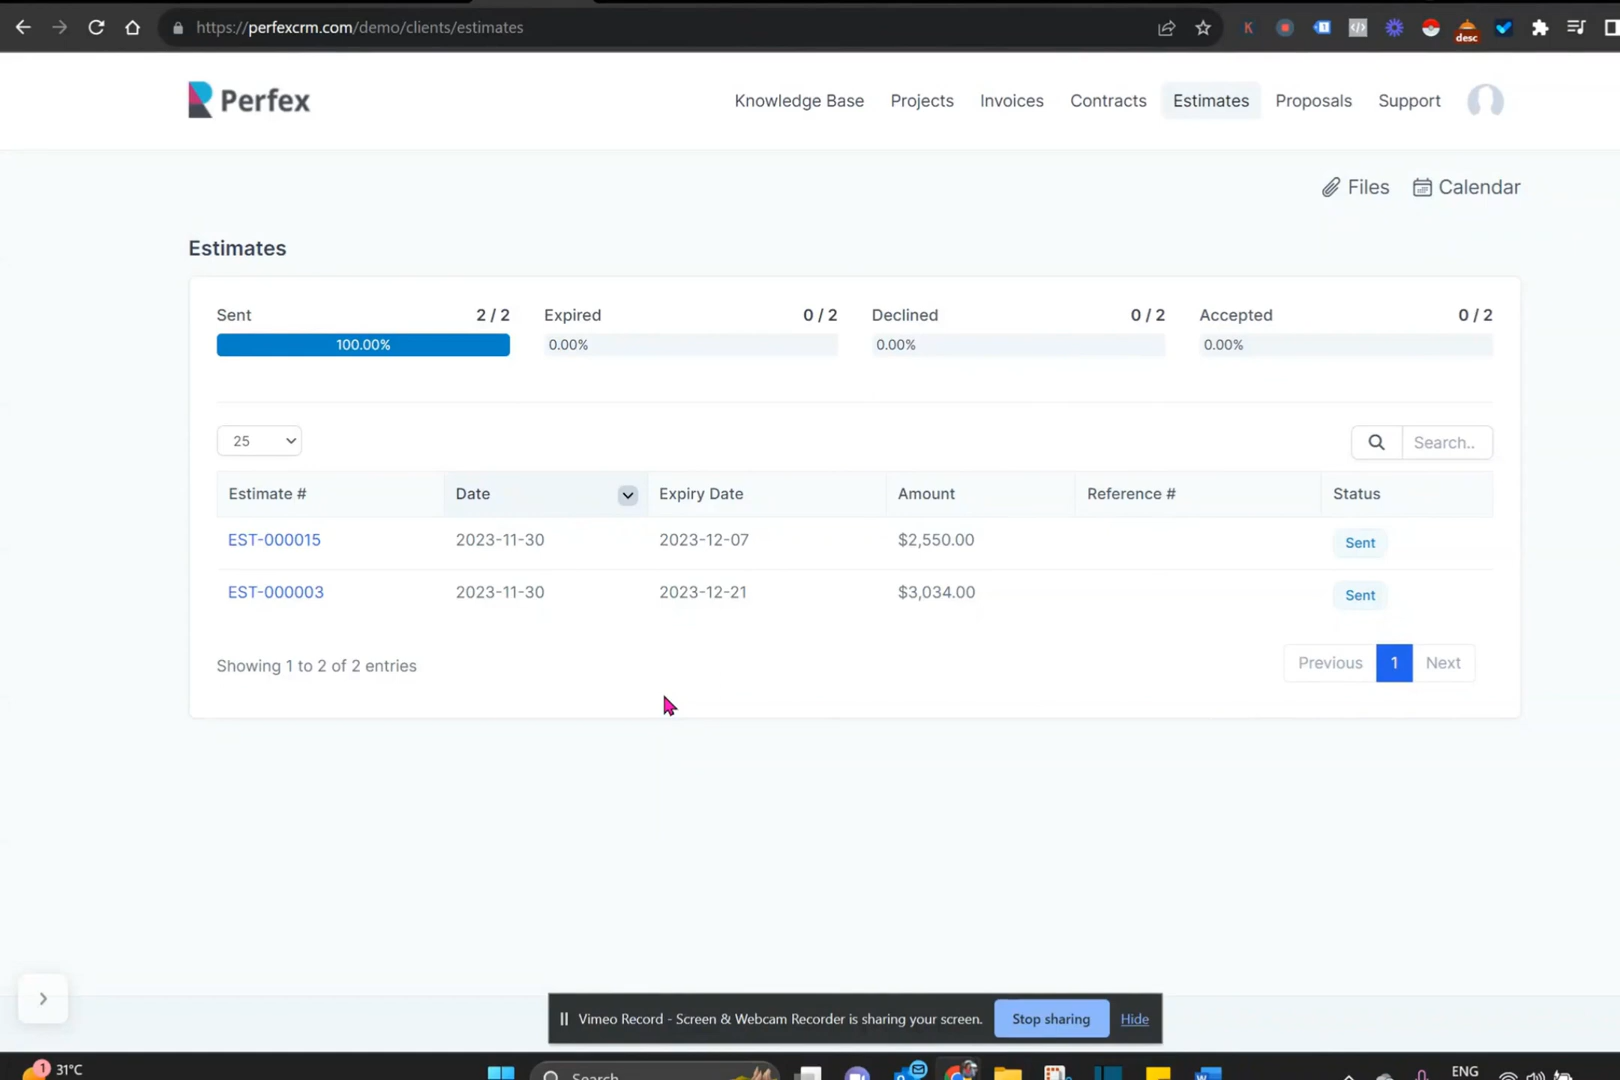 https://perfexcrm.com/demo/clients/estimates
K
1
desc
Perfex
Knowledge Base Projects Invoices Contracts Estimates Proposals Support
Files Calendar
Estimates
Sent 2 / 2 Expired 0 / 2 Declined 0 / 2 Accepted 0 / 2
100.00% 0.00% 0.00% 0.00%
25 Search..
Estimate # Date Expiry Date Amount Reference # Status
EST-000015 2023-11-30 2023-12-07 $2,550.00 Sent
EST-000003 2023-11-30 2023-12-21 $3,034.00 Sent
Showing 1 to 2 of 2 entries Previous 1 Next
Vimeo Record - Screen & Webcam Recorder is sharing your screen. Stop sharing Hide
1 31°C Search ENG